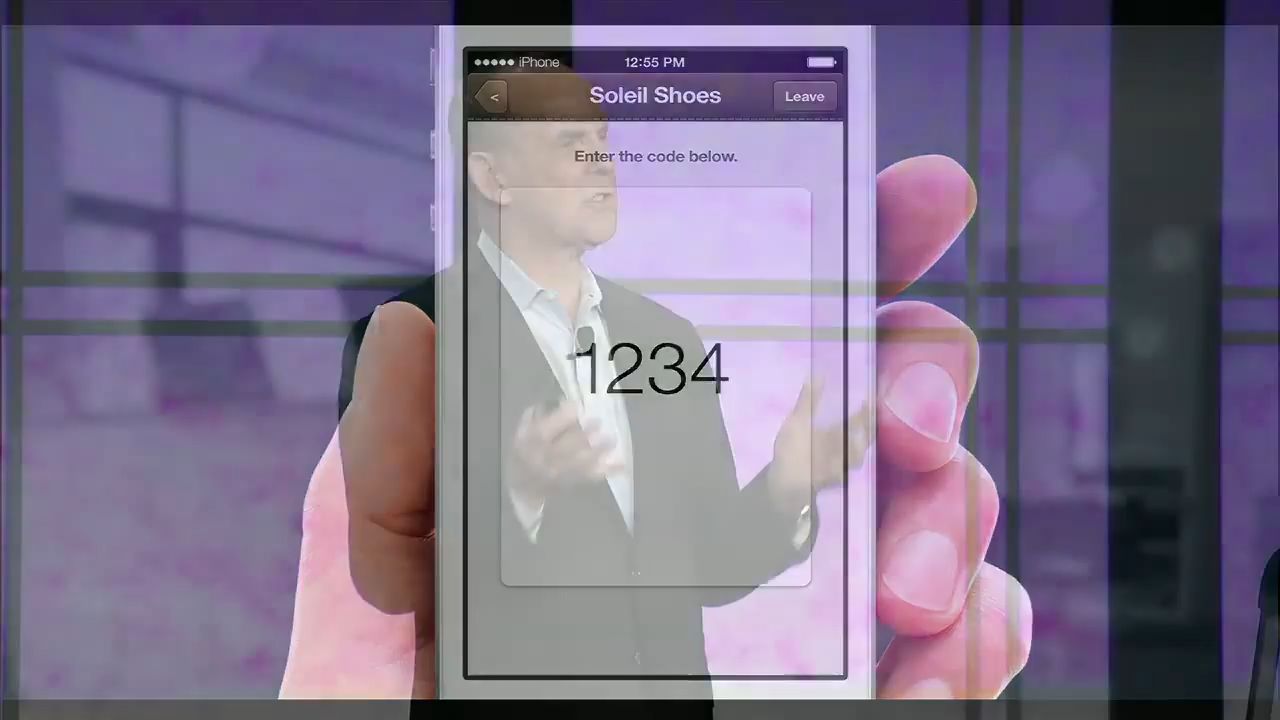 iPhone
12:55 PM
<
Soleil Shoes
Leave
Enter the code below.
1234